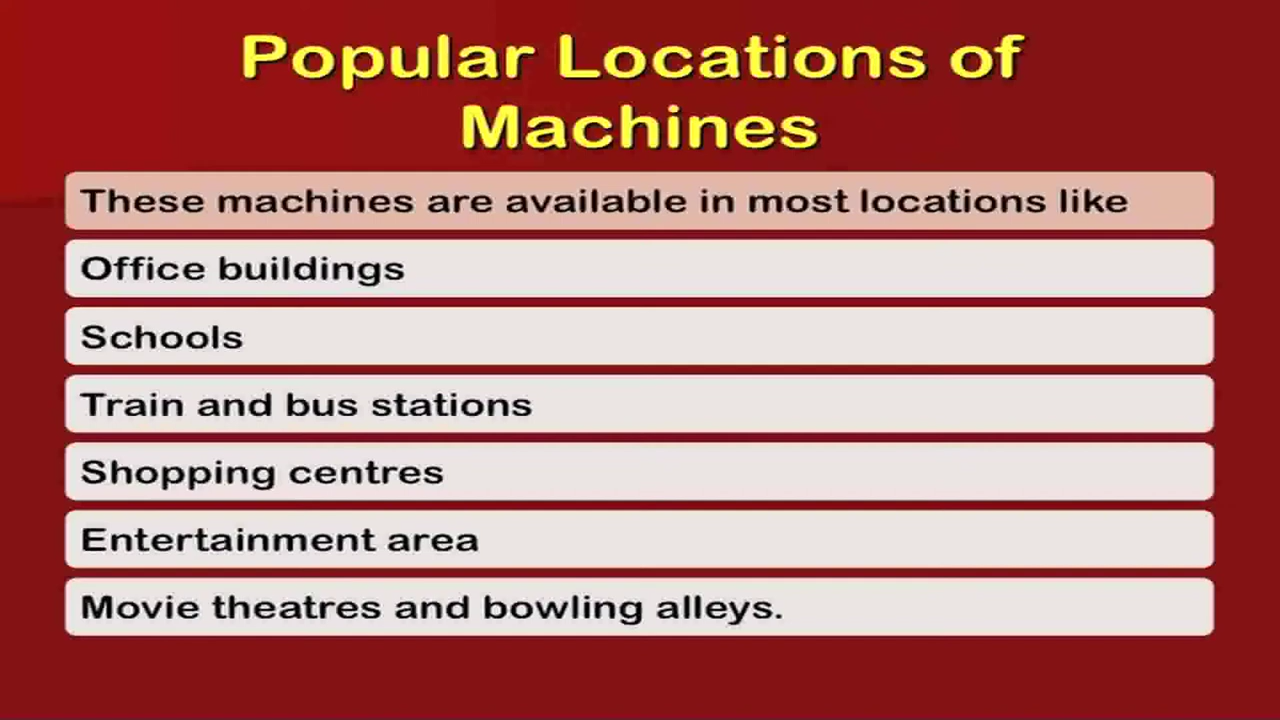 Popular Locations of
Machines
These machines are available in most locations like
Office buildings
Schools
Train and bus stations
Shopping centres
Entertainment area
Movie theatres and bowling alleys.